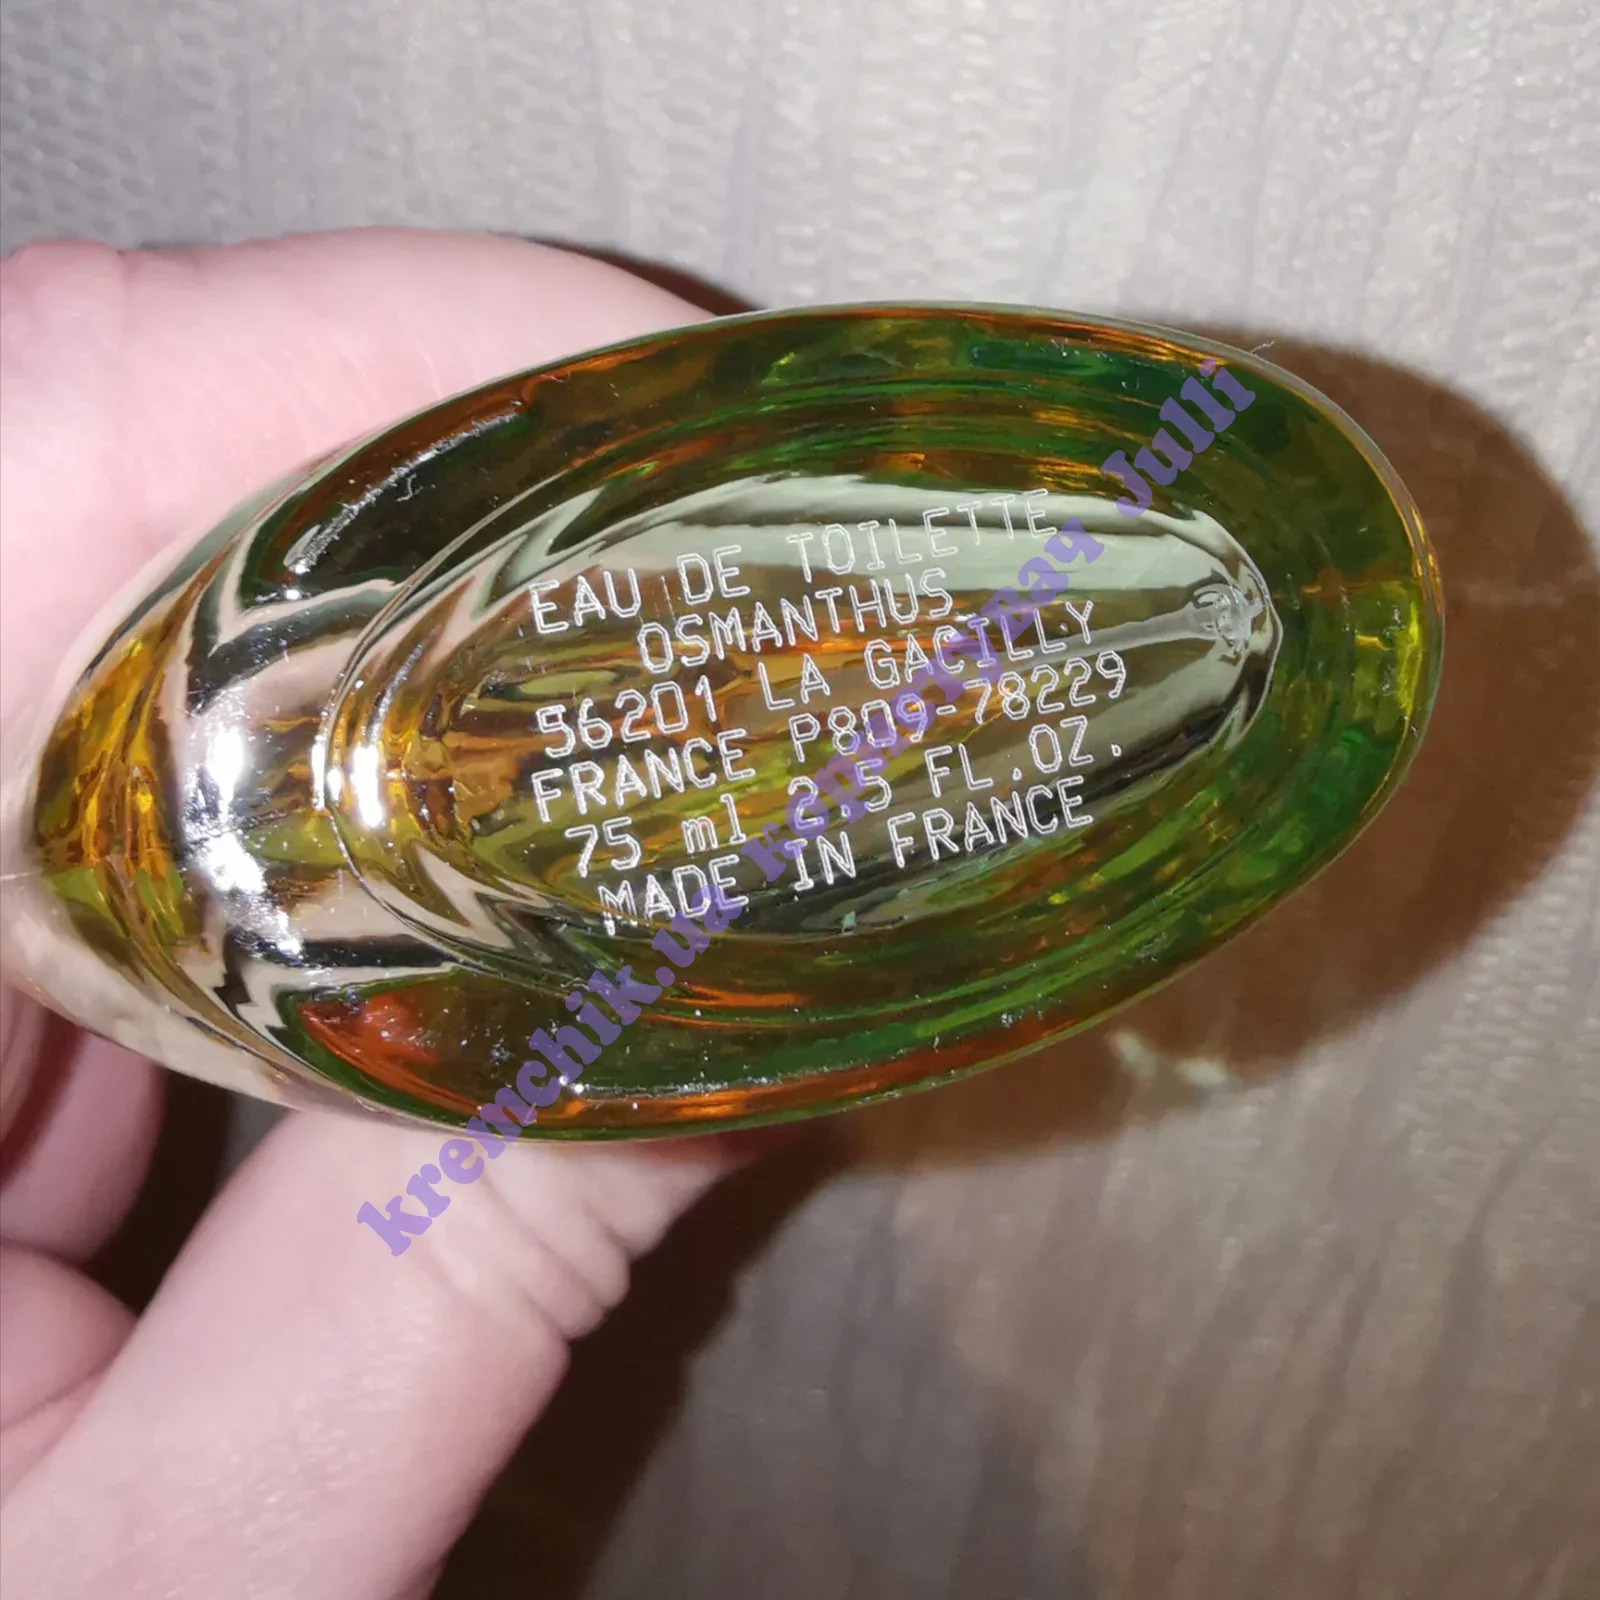 EAU DE TOILETTE
OSMANTHUS
56201 LA GACILLY
FRANCE P809-78229
75 ml 2.5 FL.OZ.
MADE IN FRANCE
kremchik.ua Julli